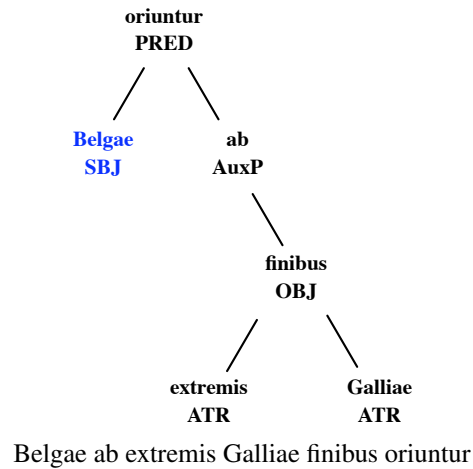 oriuntur
PRED
Belgae ab
SBJ AuxP
finibus
OBJ
extremis Galliae
ATR ATR
Belgae ab extremis Galliae finibus oriuntur